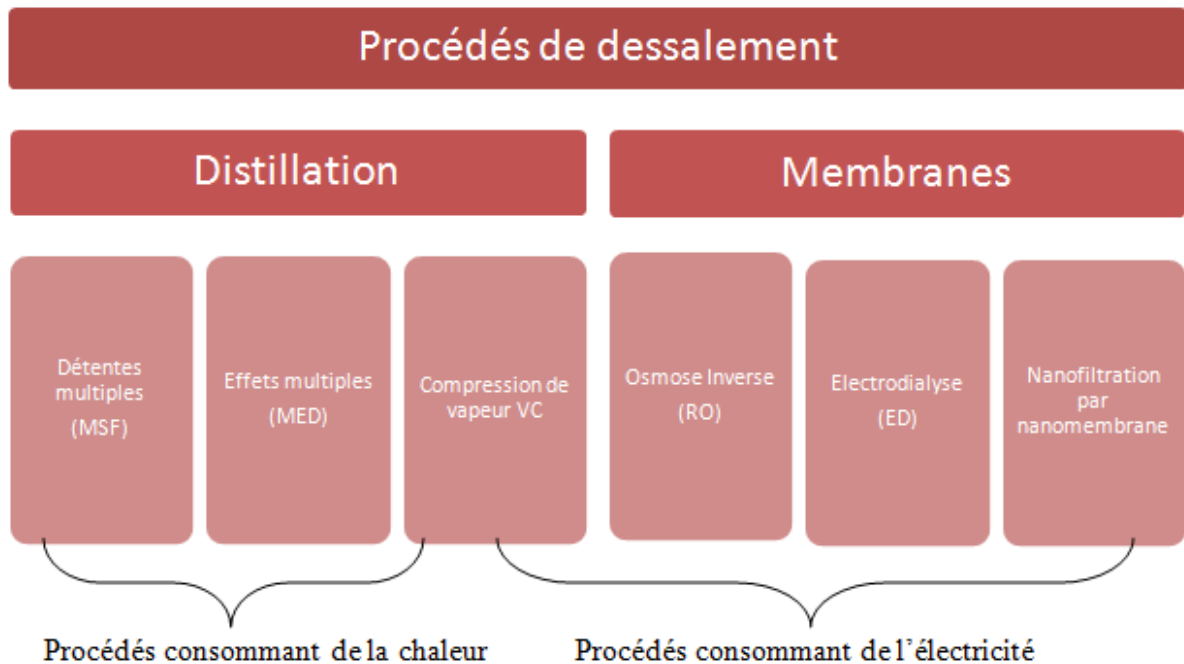 Procédés de dessalement
Distillation
Membranes
Détentes
multiples
(MSF)
Effets multiples
(MED)
Compression de
vapeur VC
Osmose Inverse
(RO)
Electrodialyse
(ED)
Nanofiltration
par
nanomembrane
Procédés consommant de la chaleur
Procédés consommant de l'électricité